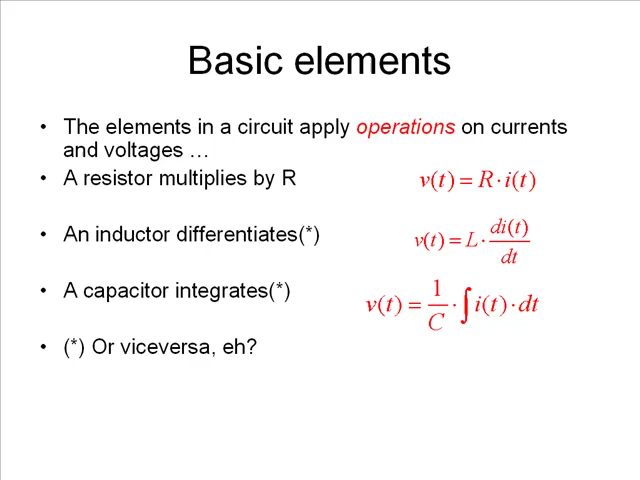 Basic elements
• The elements in a circuit apply operations on currents
and voltages …
• A resistor multiplies by R
v(t) = R · i(t)
• An inductor differentiates(*)
v(t) = L · di(t)/dt
• A capacitor integrates(*)
v(t) = 1/C · ∫ i(t) · dt
• (*) Or viceversa, eh?